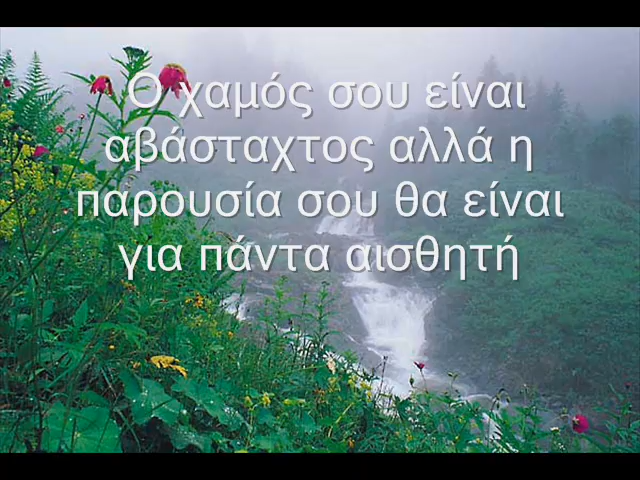 Ο χαμός σου είναι
αβάσταχτος αλλά η
παρουσία σου θα είναι
για πάντα αισθητή